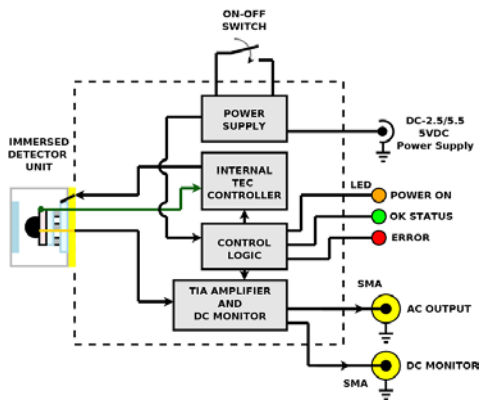 ON-OFF
SWITCH
POWER
SUPPLY
DC-2.5/5.5
5VDC
Power Supply
IMMERSED
DETECTOR
UNIT
INTERNAL
TEC
CONTROLLER
LED
POWER ON
OK STATUS
ERROR
CONTROL
LOGIC
TIA AMPLIFIER
AND
DC MONITOR
SMA
AC OUTPUT
DC MONITOR
SMA